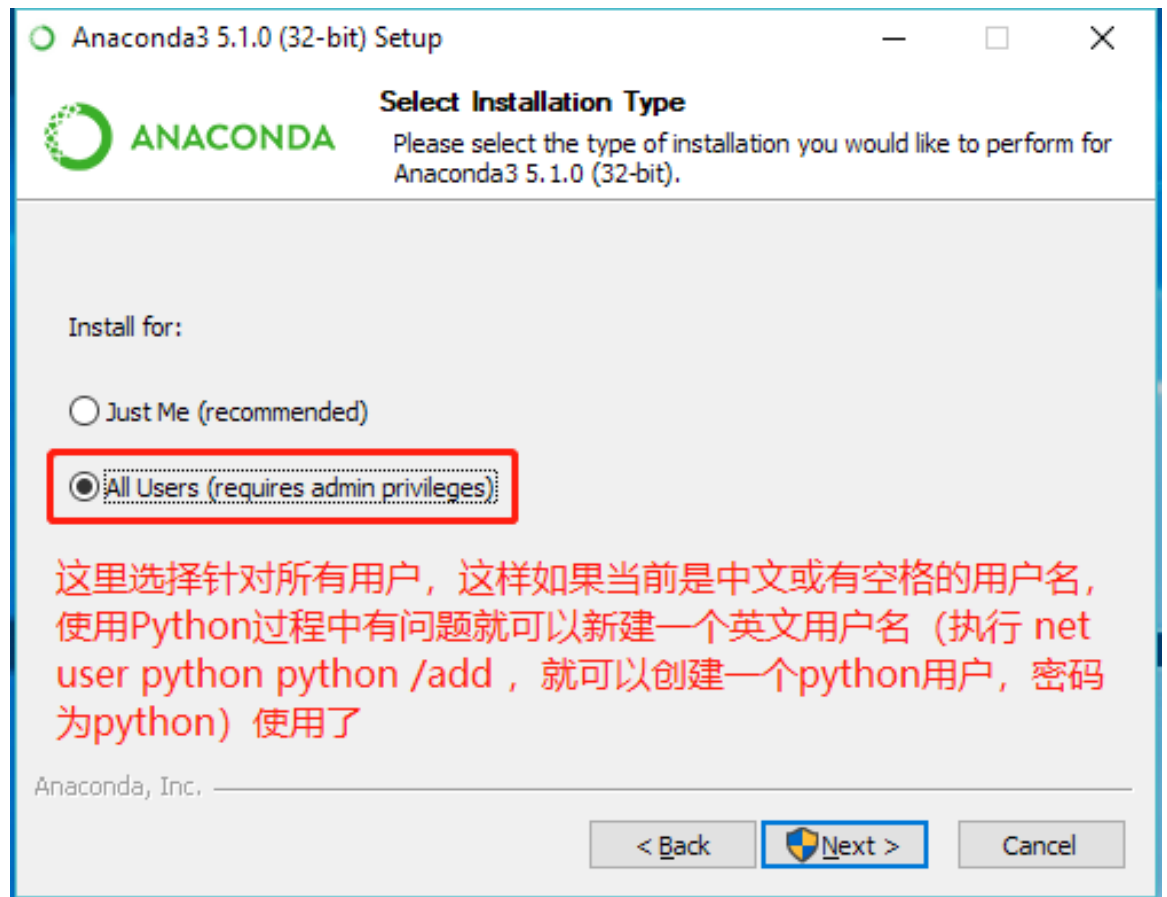 Anaconda3 5.1.0 (32-bit) Setup
ANACONDA
Select Installation Type
Please select the type of installation you would like to perform for
Anaconda3 5.1.0 (32-bit).
Install for:
Just Me (recommended)
All Users (requires admin privileges)
这里选择针对所有用户，这样如果当前是中文或有空格的用户名，
使用Python过程中有问题就可以新建一个英文用户名（执行 net
user python python /add ，就可以创建一个python用户，密码
为python）使用了
Anaconda, Inc.
< Back
Next >
Cancel